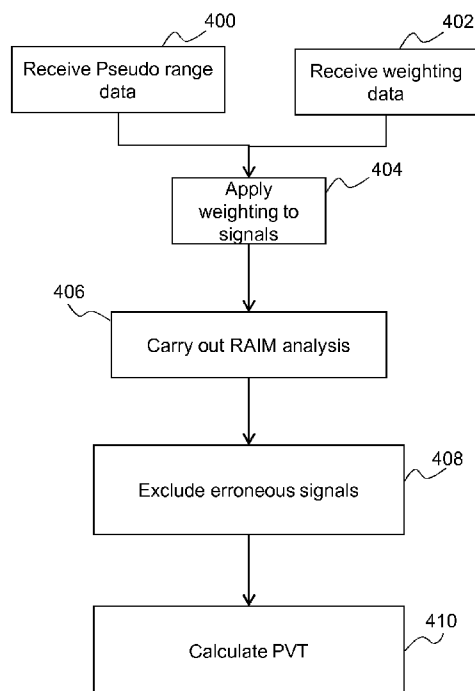 400
402
Receive Pseudo range
data
Receive weighting
data
404
Apply
weighting to
signals
406
Carry out RAIM analysis
408
Exclude erroneous signals
410
Calculate PVT